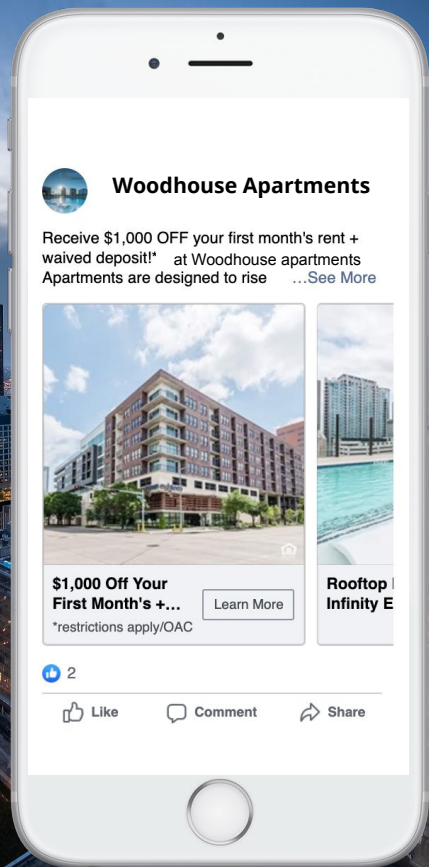 Woodhouse Apartments
Receive $1,000 OFF your first month's rent +
waived deposit!* at Woodhouse apartments
Apartments are designed to rise ...See More
$1,000 Off Your
First Month's +...
Learn More
*restrictions apply/OAC
Rooftop
Infinity E
2
Like Comment Share